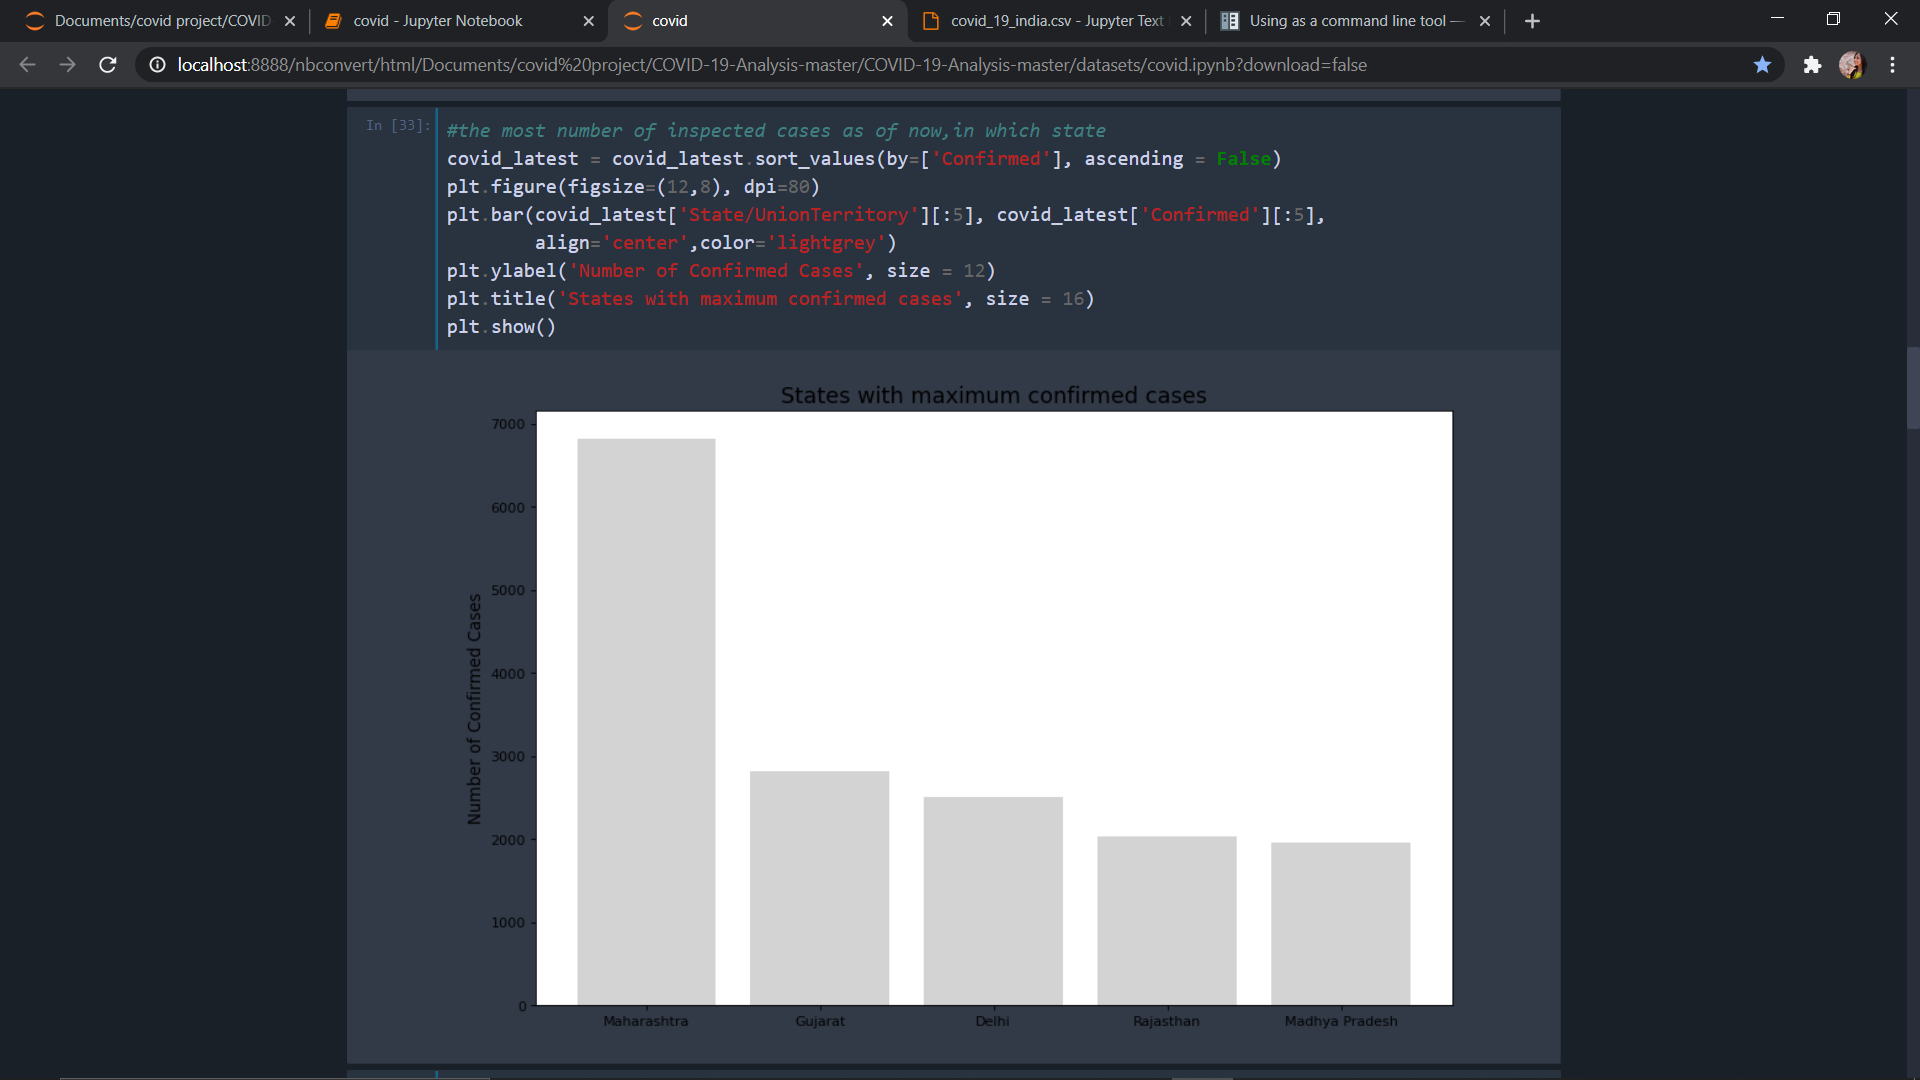 Documents/covid project/COVID
covid - Jupyter Notebook
covid
covid_19_india.csv - Jupyter Text
Using as a command line tool —
localhost:8888/nbconvert/html/Documents/covid%20project/COVID-19-Analysis-master/COVID-19-Analysis-master/datasets/covid.ipynb?download=false
In [33]:
#the most number of inspected cases as of now,in which state
covid_latest = covid_latest.sort_values(by=['Confirmed'], ascending = False)
plt.figure(figsize=(12,8), dpi=80)
plt.bar(covid_latest['State/UnionTerritory'][:5], covid_latest['Confirmed'][:5],
align='center',color='lightgrey')
plt.ylabel('Number of Confirmed Cases', size = 12)
plt.title('States with maximum confirmed cases', size = 16)
plt.show()
States with maximum confirmed cases
7000
6000
5000
4000
3000
2000
1000
0
Number of Confirmed Cases
Maharashtra Gujarat Delhi Rajasthan Madhya Pradesh